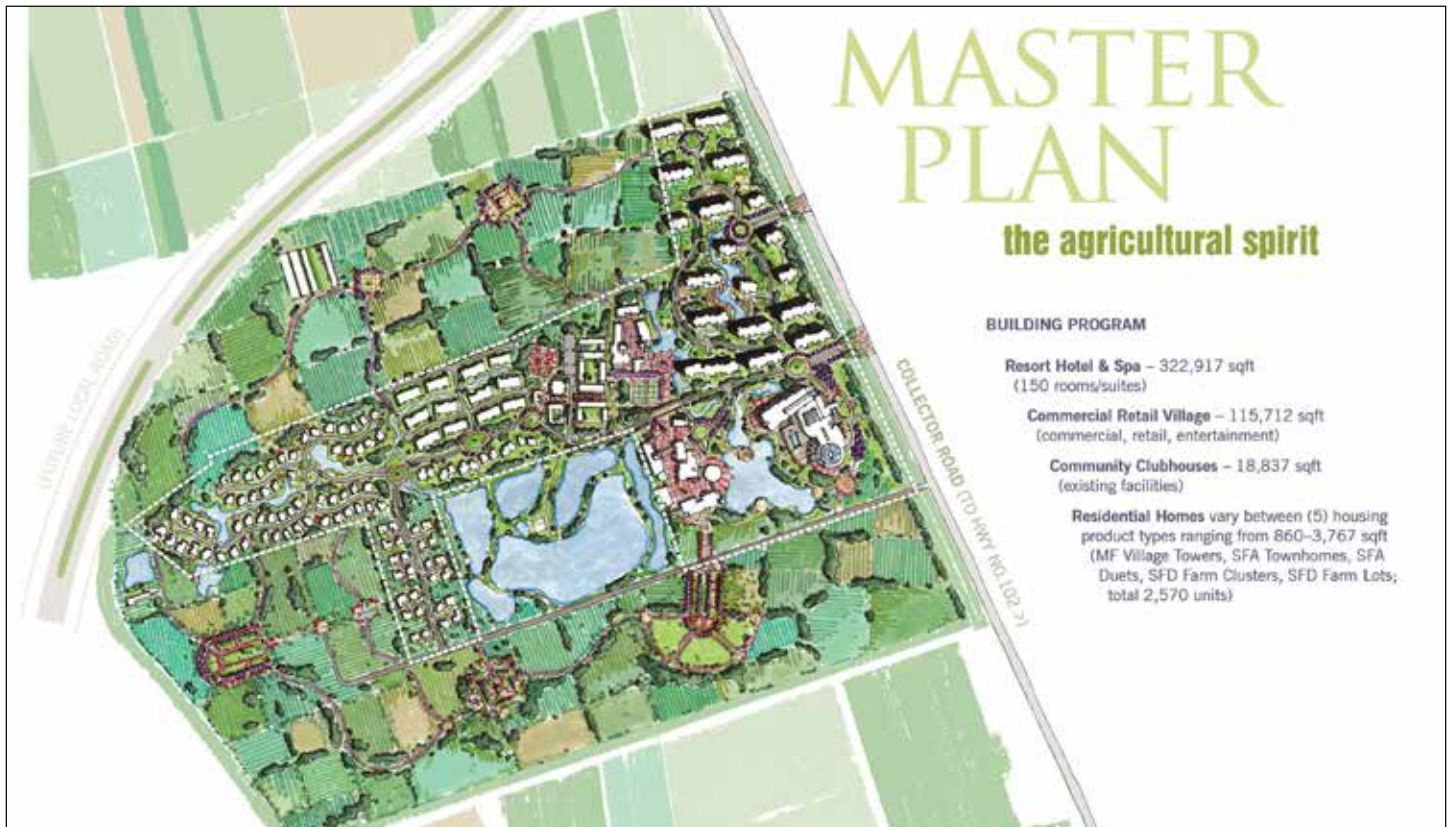 MASTER
PLAN
the agricultural spirit
BUILDING PROGRAM
Resort Hotel & Spa – 322,917 sqft
(150 rooms/suites)
Commercial Retail Village – 115,712 sqft
(commercial, retail, entertainment)
Community Clubhouses – 18,837 sqft
(existing facilities)
Residential Homes vary between (5) housing
product types ranging from 860–3,767 sqft
(MF Village Towers, SFA Townhomes, SFA
Duets, SFD Farm Clusters, SFD Farm Lots;
total 2,570 units)
COLLECTOR ROAD (TO HWY NO.102 >)
(FUTURE LOCAL ROAD)